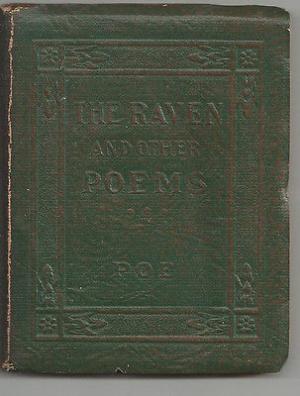 THE RAVEN
AND OTHER
POEMS
POE